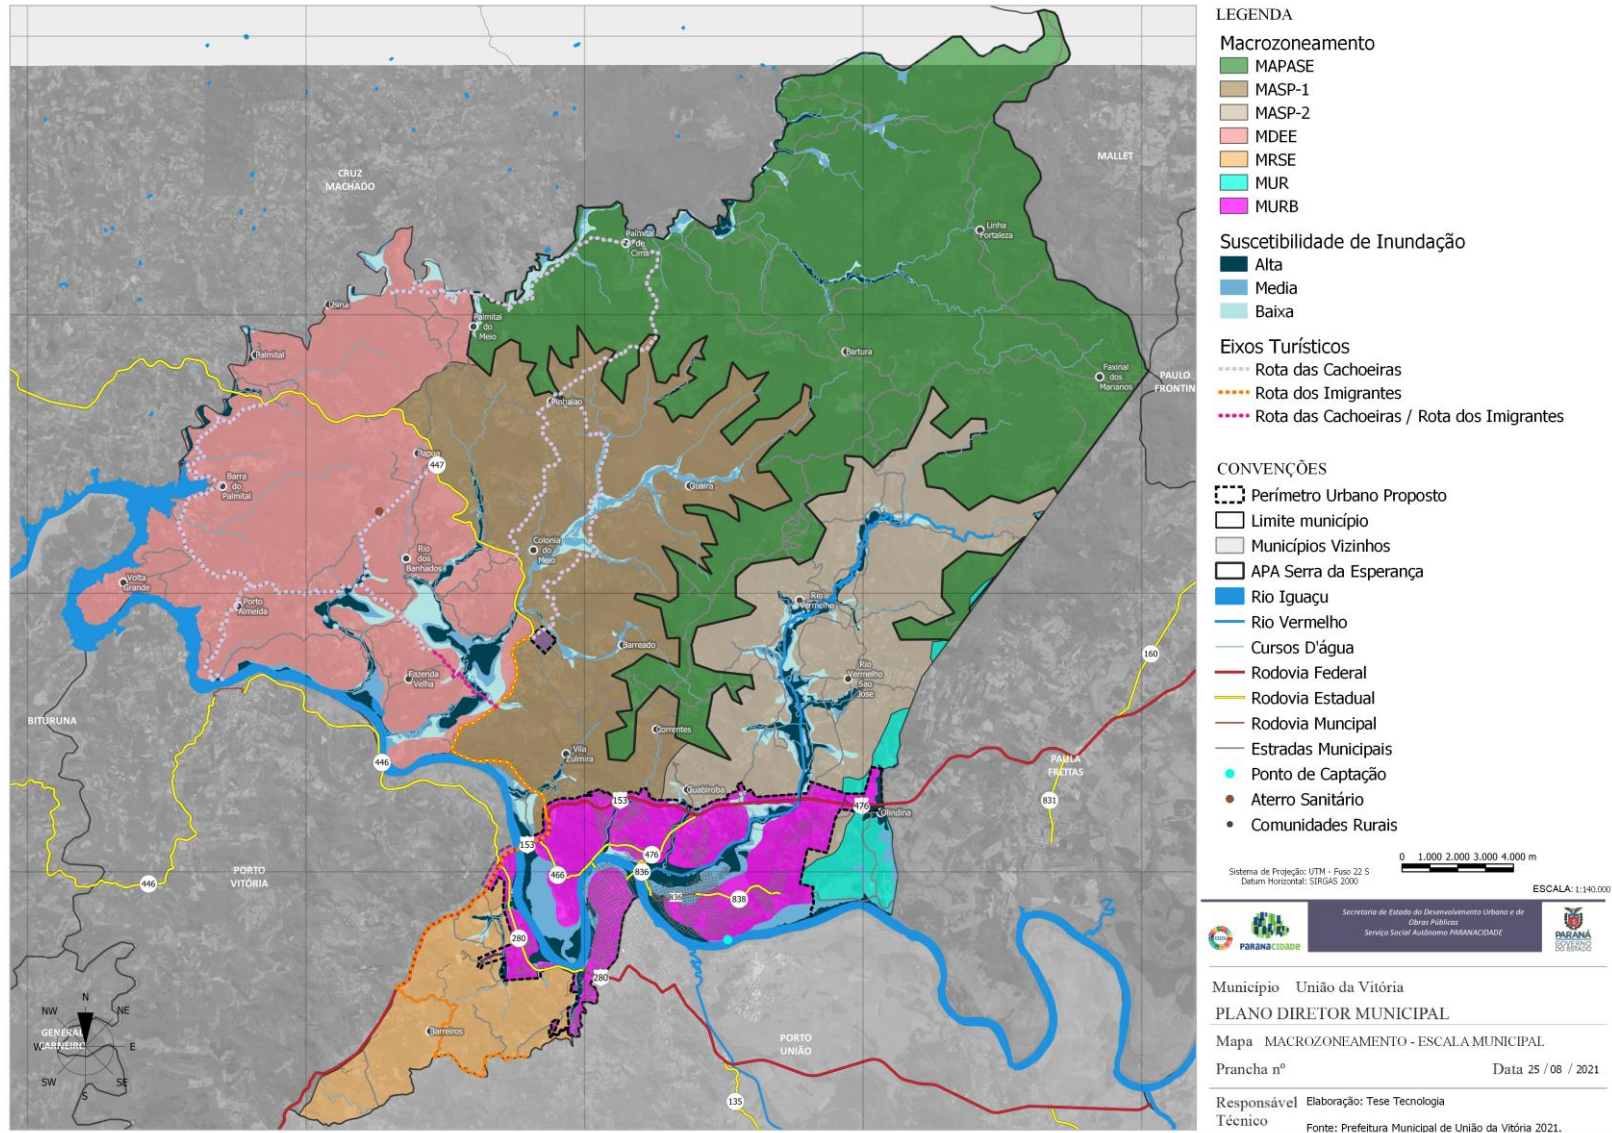 CRUZ
MACHADO
MALLET
PAULO
FRONTIN
BITURUNA
PORTO
VITÓRIA
PAULA
FREITAS
PORTO
UNIÃO
GENERAL
CARNEIRO
Palmital
de
Cima
Linha
Fortaleza
Usina
Palmital
do
Meio
Palmital
Bartura
Faxinal
dos
Marianos
Pinhalao
Papua
447
Barra
do
Palmital
Guaira
Colonia
do
Meio
Rio
dos
Banhados
Volta
Grande
Porto
Almeida
Rio
Vermelho
Barreado
Rio
Vermelho
Sao
Jose
Fazenda
Velha
160
Correntes
Vila
Zulmira
446
Guabiroba
153
476
831
Olindina
153
476
466
836
836
838
446
280
280
Barreiros
135
N
NE
E
SE
S
SW
W
NW
LEGENDA
Macrozoneamento
MAPASE
MASP-1
MASP-2
MDEE
MRSE
MUR
MURB
Suscetibilidade de Inundação
Alta
Media
Baixa
Eixos Turísticos
Rota das Cachoeiras
Rota dos Imigrantes
Rota das Cachoeiras / Rota dos Imigrantes
CONVENÇÕES
Perímetro Urbano Proposto
Limite município
Municípios Vizinhos
APA Serra da Esperança
Rio Iguaçu
Rio Vermelho
Cursos D'água
Rodovia Federal
Rodovia Estadual
Rodovia Muncipal
Estradas Municipais
Ponto de Captação
Aterro Sanitário
Comunidades Rurais
0 1.000 2.000 3.000 4.000 m
Sistema de Projeção: UTM - Fuso 22 S
Datum Horizontal: SIRGAS 2000
ESCALA: 1:140.000
PARANACIDADE
Secretaria de Estado do Desenvolvimento Urbano e de
Obras Públicas
Serviço Social Autônomo PARANACIDADE
PARANÁ
GOVERNO
DO ESTADO
Município União da Vitória
PLANO DIRETOR MUNICIPAL
Mapa MACROZONEAMENTO - ESCALA MUNICIPAL
Prancha nº Data 25 / 08 / 2021
Responsável Elaboração: Tese Tecnologia
Técnico
Fonte: Prefeitura Municipal de União da Vitória 2021.